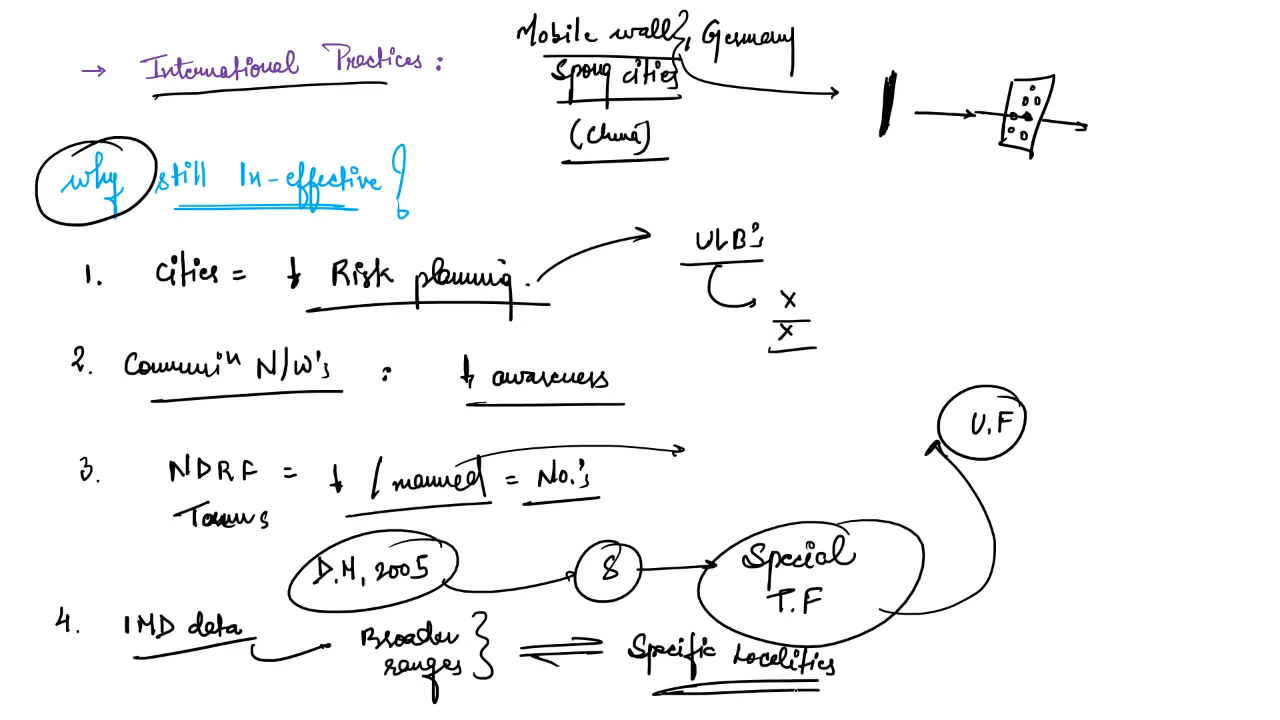 → International Practices :
Mobile walls, Germany
Spong cities
(China)
why still In-effective?
1. Cities = ↓ Risk planning.
ULB's
X
X
2. Communi'n N/W's : ↓ awareness
3. NDRF = ↓ (manned) = No.'s
Teams
U.F
D.M, 2005
8
Special
T.F
4. IMD data
Broader
ranges
Specific Localities